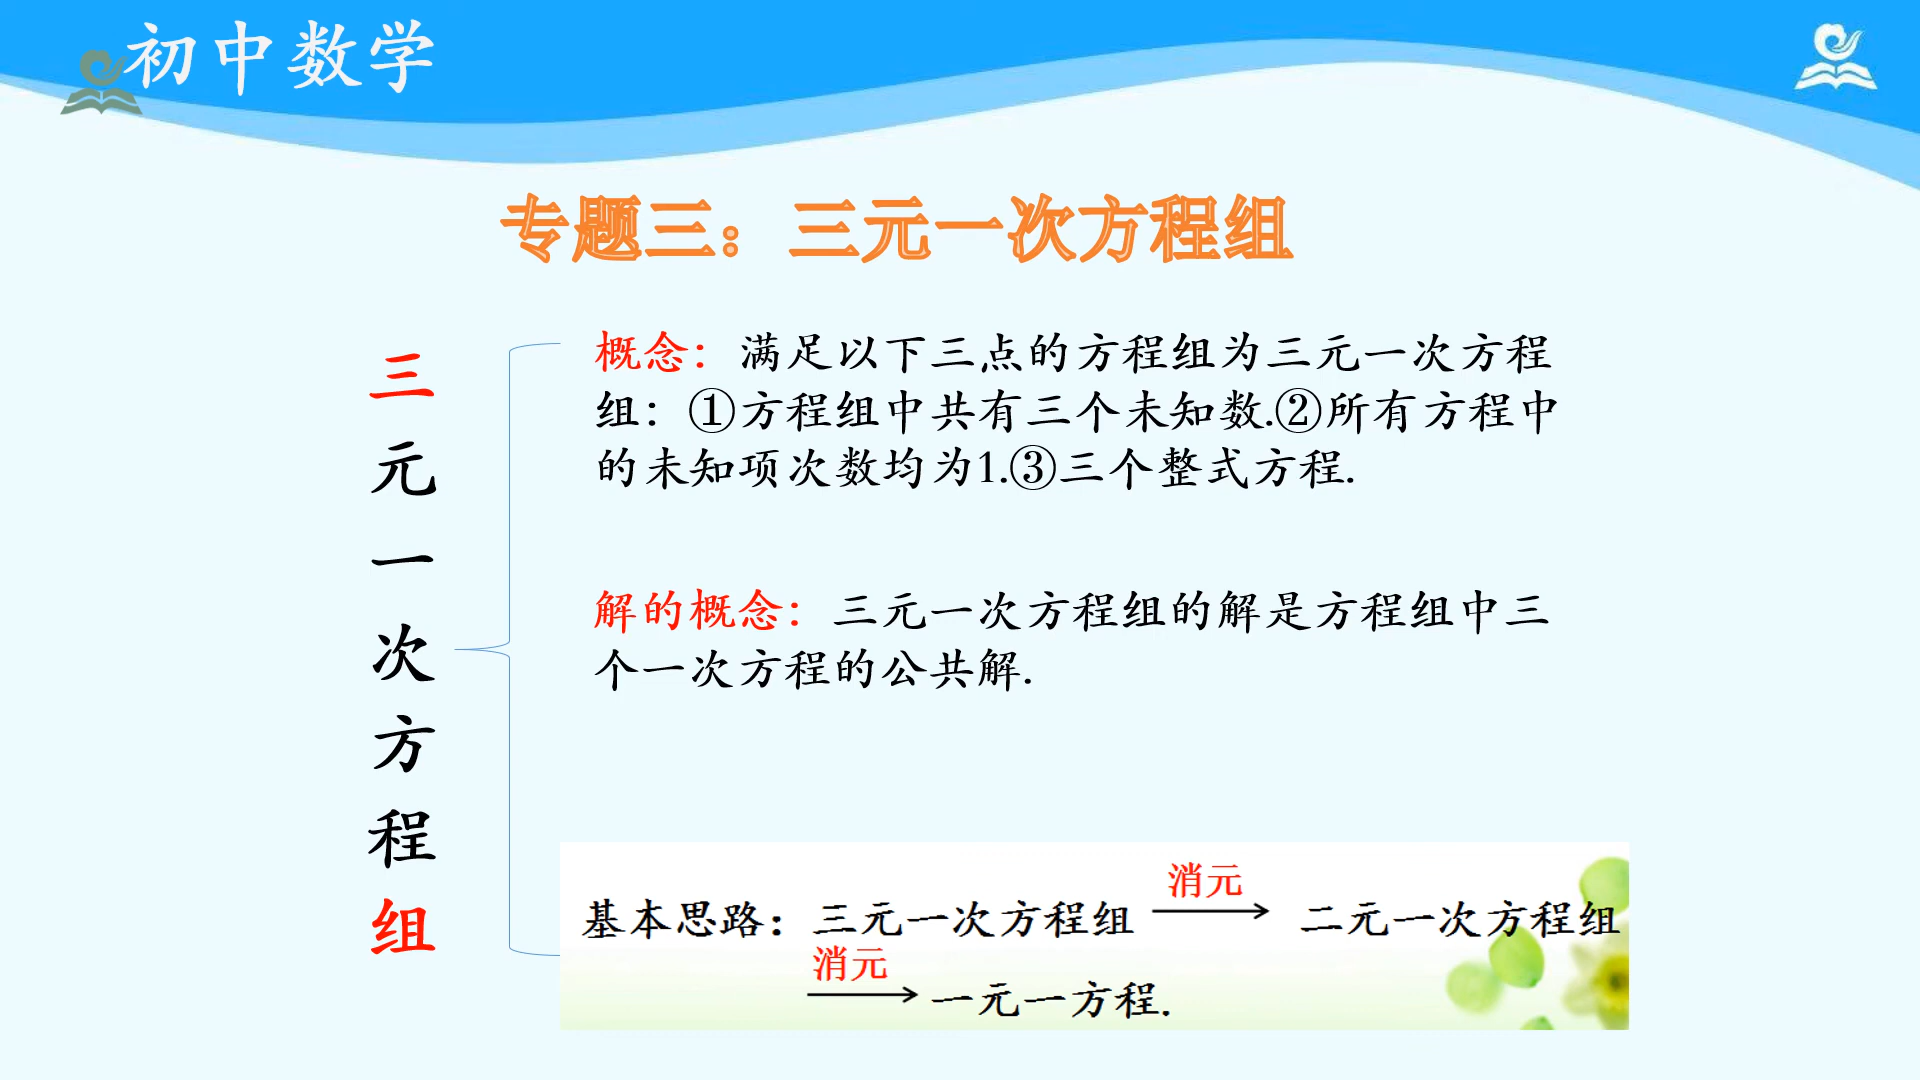 初中数学
专题三：三元一次方程组
三元一次方程组
概念：满足以下三点的方程组为三元一次方程
组：①方程组中共有三个未知数.②所有方程中
的未知项次数均为1.③三个整式方程.
解的概念：三元一次方程组的解是方程组中三
个一次方程的公共解.
消元
基本思路：三元一次方程组 二元一次方程组
消元
一元一方程.